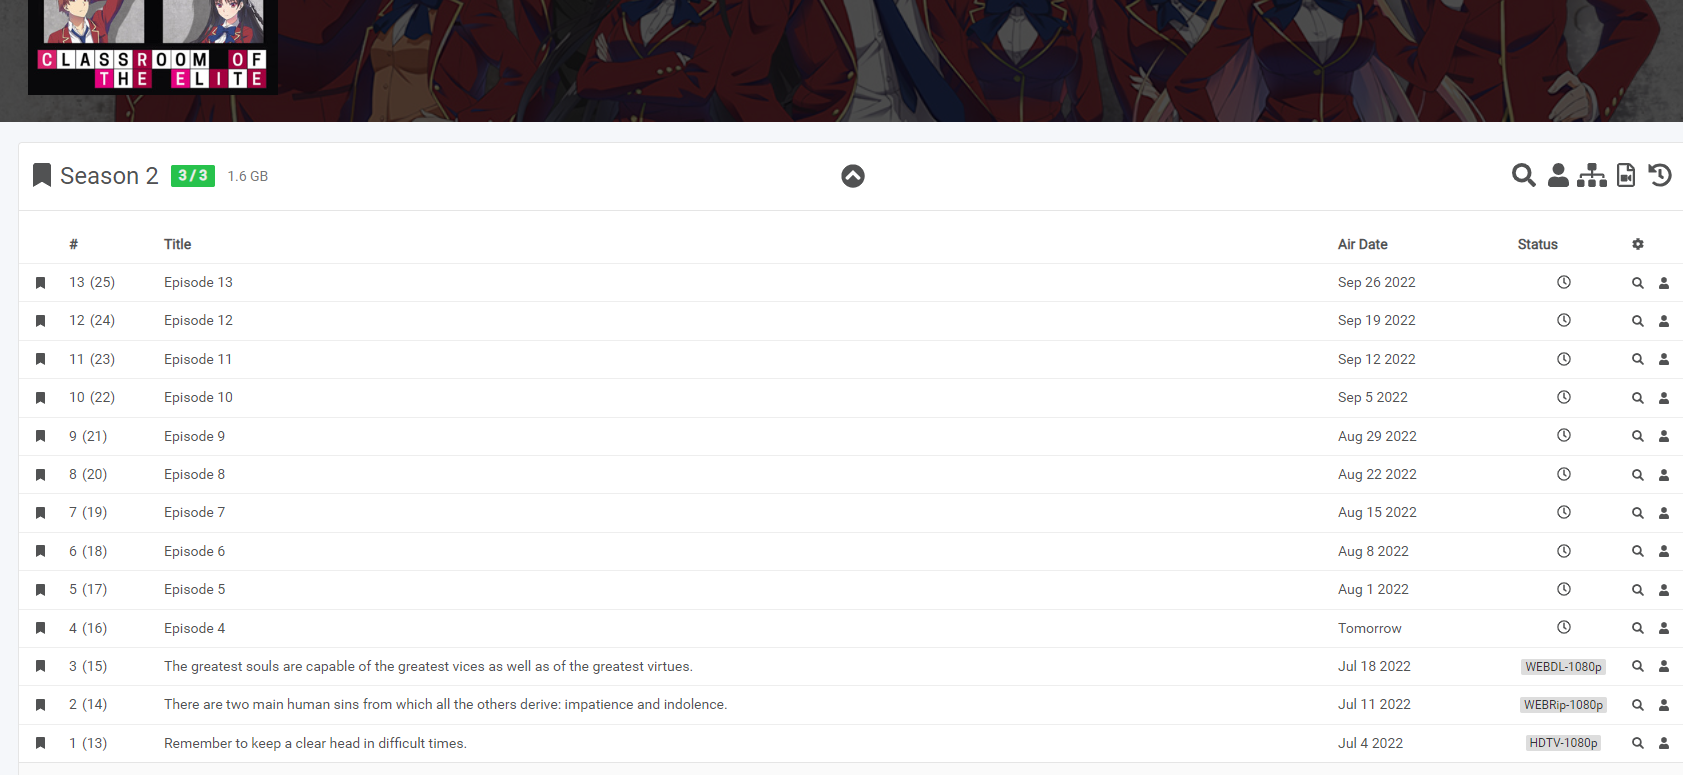 CLASSROOM OF
THE ELITE
Season 2 3 / 3 1.6 GB
# Title Air Date Status
13 (25) Episode 13 Sep 26 2022
12 (24) Episode 12 Sep 19 2022
11 (23) Episode 11 Sep 12 2022
10 (22) Episode 10 Sep 5 2022
9 (21) Episode 9 Aug 29 2022
8 (20) Episode 8 Aug 22 2022
7 (19) Episode 7 Aug 15 2022
6 (18) Episode 6 Aug 8 2022
5 (17) Episode 5 Aug 1 2022
4 (16) Episode 4 Tomorrow
3 (15) The greatest souls are capable of the greatest vices as well as of the greatest virtues. Jul 18 2022 WEBDL-1080p
2 (14) There are two main human sins from which all the others derive: impatience and indolence. Jul 11 2022 WEBRip-1080p
1 (13) Remember to keep a clear head in difficult times. Jul 4 2022 HDTV-1080p